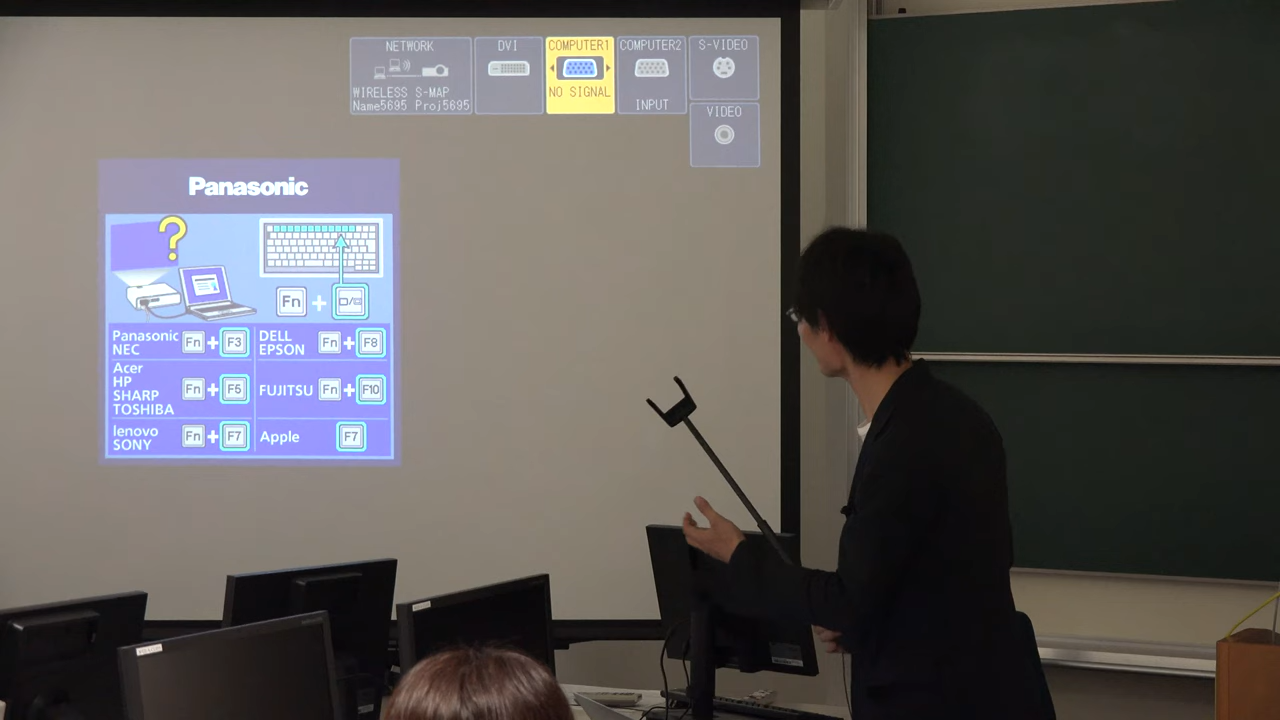 NETWORK
WIRELESS S-MAP
Name5695 Proj5695
DVI
COMPUTER1
NO SIGNAL
COMPUTER2
INPUT
S-VIDEO
VIDEO
Panasonic
?
Fn +
Panasonic
NEC
Fn + F3
DELL
EPSON
Fn + F8
Acer
HP
SHARP
TOSHIBA
Fn + F5
FUJITSU
Fn + F10
lenovo
SONY
Fn + F7
Apple
F7